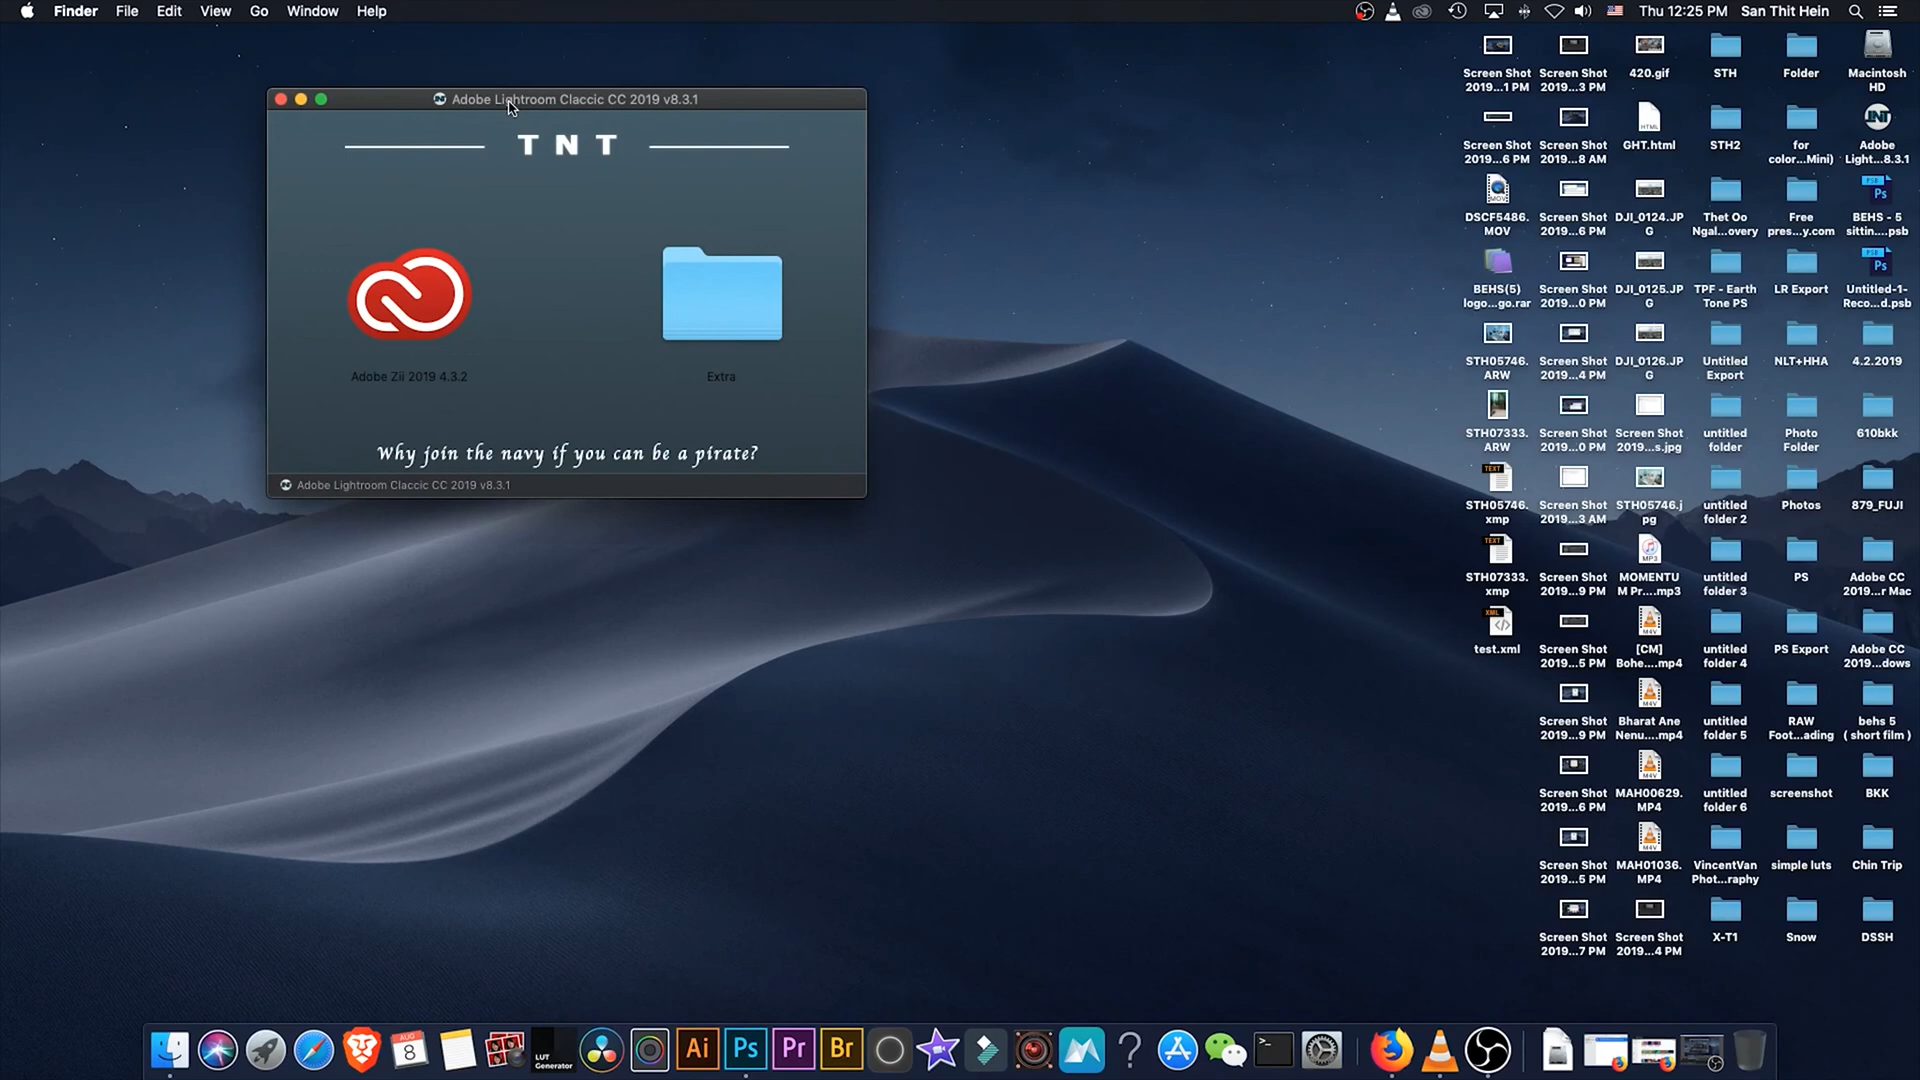 Finder File Edit View Go Window Help
Thu 12:25 PM San Thit Hein
Adobe Lightroom Claccic CC 2019 v8.3.1
T N T
Adobe Zii 2019 4.3.2
Extra
Why join the navy if you can be a pirate?
Adobe Lightroom Claccic CC 2019 v8.3.1
Screen Shot 2019...1 PM
Screen Shot 2019...3 PM
420.gif
STH
Folder
Macintosh HD
Screen Shot 2019...6 PM
Screen Shot 2019...8 AM
GHT.html
STH2
for color...Mini)
Adobe Light...8.3.1
DSCF5486.MOV
Screen Shot 2019...6 PM
DJI_0124.JPG
Thet Oo Ngal...overy
Free pres...y.com
BEHS - 5 sittin....psb
BEHS(5) logo...go.rar
Screen Shot 2019...0 PM
DJI_0125.JPG
TPF - Earth Tone PS
LR Export
Untitled-1-Reco...d.psb
STH05746.ARW
Screen Shot 2019...4 PM
DJI_0126.JPG
Untitled Export
NLT+HHA
4.2.2019
STH07333.ARW
Screen Shot 2019...0 PM
Screen Shot 2019...s.jpg
untitled folder
Photo Folder
610bkk
STH05746.xmp
Screen Shot 2019...3 AM
STH05746.jpg
untitled folder 2
Photos
879_FUJI
STH07333.xmp
Screen Shot 2019...9 PM
MOMENTUM Pr....mp3
untitled folder 3
PS
Adobe CC 2019...r Mac
test.xml
Screen Shot 2019...5 PM
[CM] Bohe....mp4
untitled folder 4
PS Export
Adobe CC 2019...dows
Screen Shot 2019...9 PM
Bharat Ane Nenu....mp4
untitled folder 5
RAW Foot...ading
behs 5 ( short film )
Screen Shot 2019...6 PM
MAH00629.MP4
untitled folder 6
screenshot
BKK
Screen Shot 2019...5 PM
MAH01036.MP4
VincentVan Phot...raphy
simple luts
Chin Trip
Screen Shot 2019...7 PM
Screen Shot 2019...4 PM
X-T1
Snow
DSSH
AUG 8
LUT Generator
Ai Ps Pr Br